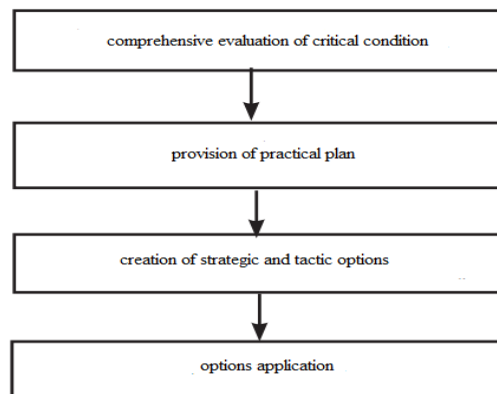 comprehensive evaluation of critical condition
provision of practical plan
creation of strategic and tactic options
options application